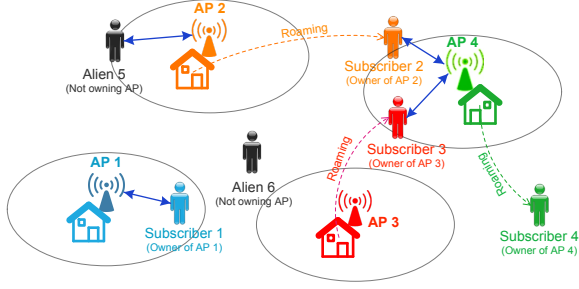 AP 2
Roaming
Alien 5
(Not owning AP)
Subscriber 2
(Owner of AP 2)
AP 4
Subscriber 3
(Owner of AP 3)
Roaming
Roaming
AP 1
Alien 6
(Not owning AP)
Subscriber 1
(Owner of AP 1)
AP 3
Subscriber 4
(Owner of AP 4)